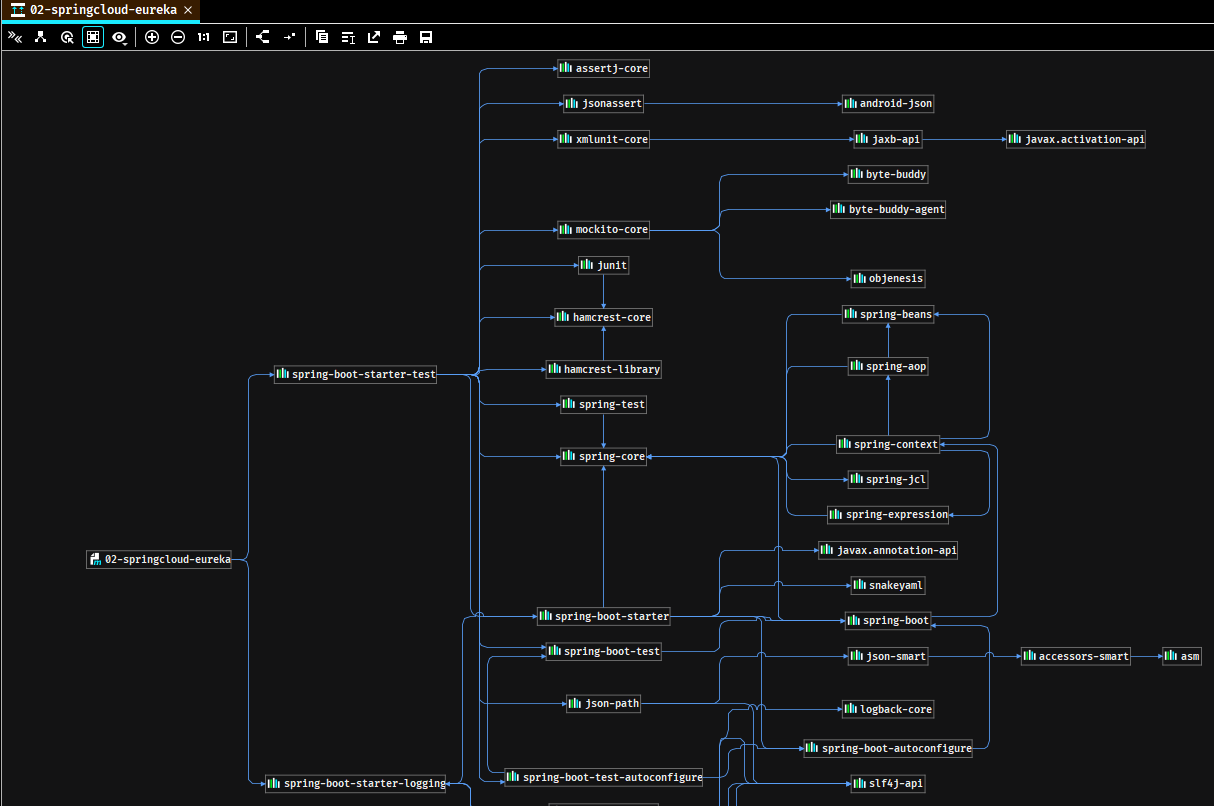 02-springcloud-eureka
1:1
assertj-core
jsonassert
android-json
xmlunit-core
jaxb-api
javax.activation-api
byte-buddy
byte-buddy-agent
mockito-core
junit
objenesis
hamcrest-core
spring-beans
spring-boot-starter-test
hamcrest-library
spring-aop
spring-test
spring-core
spring-context
spring-jcl
spring-expression
02-springcloud-eureka
javax.annotation-api
snakeyaml
spring-boot-starter
spring-boot
spring-boot-test
json-smart
accessors-smart
asm
json-path
logback-core
spring-boot-autoconfigure
spring-boot-starter-logging
spring-boot-test-autoconfigure
slf4j-api